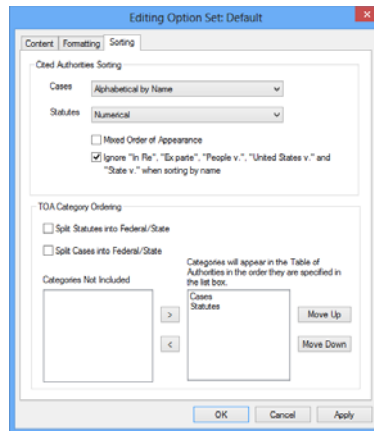 Editing Option Set: Default
x
Content Formatting Sorting
Cited Authorities Sorting
Cases Alphabetical by Name
Statutes Numerical
Mixed Order of Appearance
Ignore "In Re", "Ex parte", "People v.", "United States v." and
"State v." when sorting by name
TOA Category Ordering
Split Statutes into Federal/State
Split Cases into Federal/State
Categories will appear in the Table of
Authorities in the order they are specified in
the list box.
Categories Not Included
Cases
Statutes
>
Move Up
<
Move Down
OK Cancel Apply